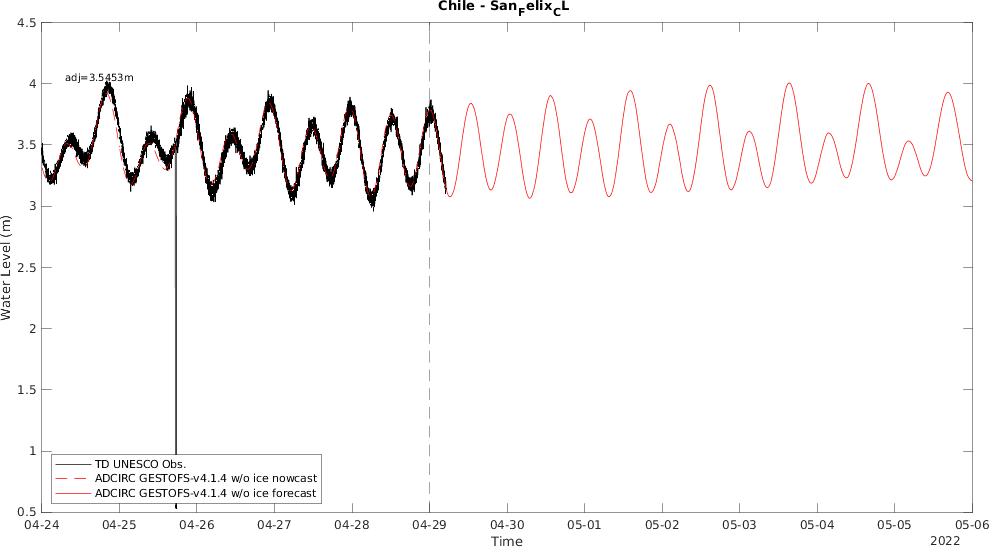 Chile - SanFelixCL
adj=3.5453m
Water Level (m)
4.5
4
3.5
3
2.5
2
1.5
1
0.5
TD UNESCO Obs.
ADCIRC GESTOFS-v4.1.4 w/o ice nowcast
ADCIRC GESTOFS-v4.1.4 w/o ice forecast
04-24 04-25 04-26 04-27 04-28 04-29 04-30 05-01 05-02 05-03 05-04 05-05 05-06
Time
2022